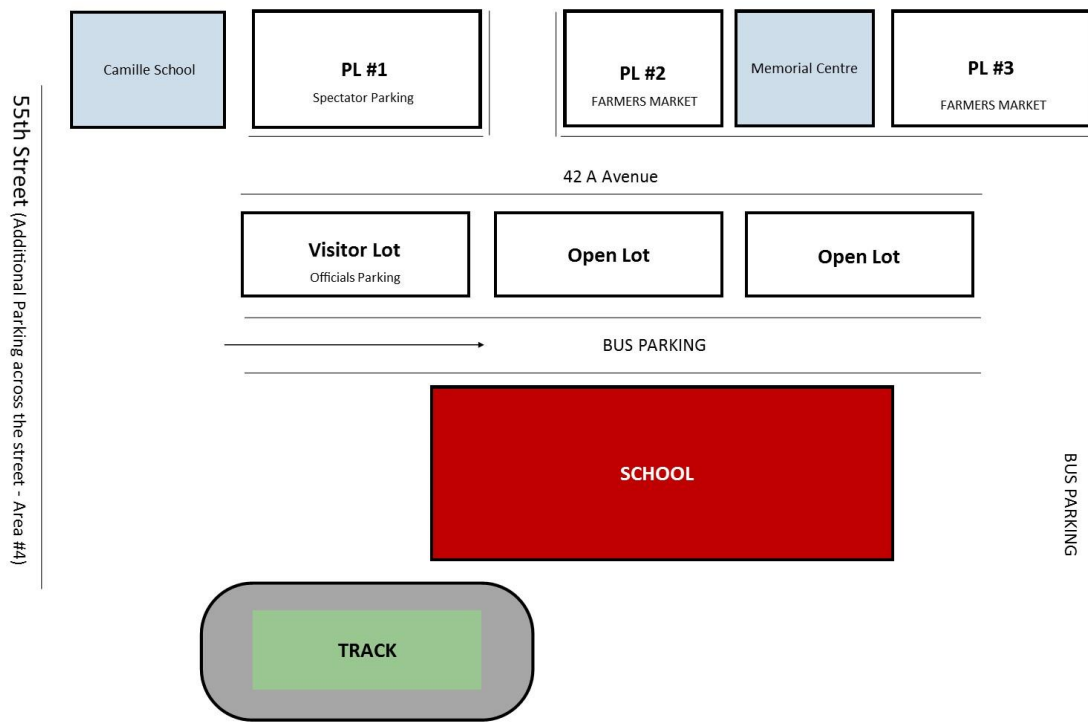 Camille School
PL #1
Spectator Parking
PL #2
FARMERS MARKET
Memorial Centre
PL #3
FARMERS MARKET
55th Street (Additional Parking across the street - Area #4)
42 A Avenue
Visitor Lot
Officials Parking
Open Lot
Open Lot
BUS PARKING
SCHOOL
BUS PARKING
TRACK